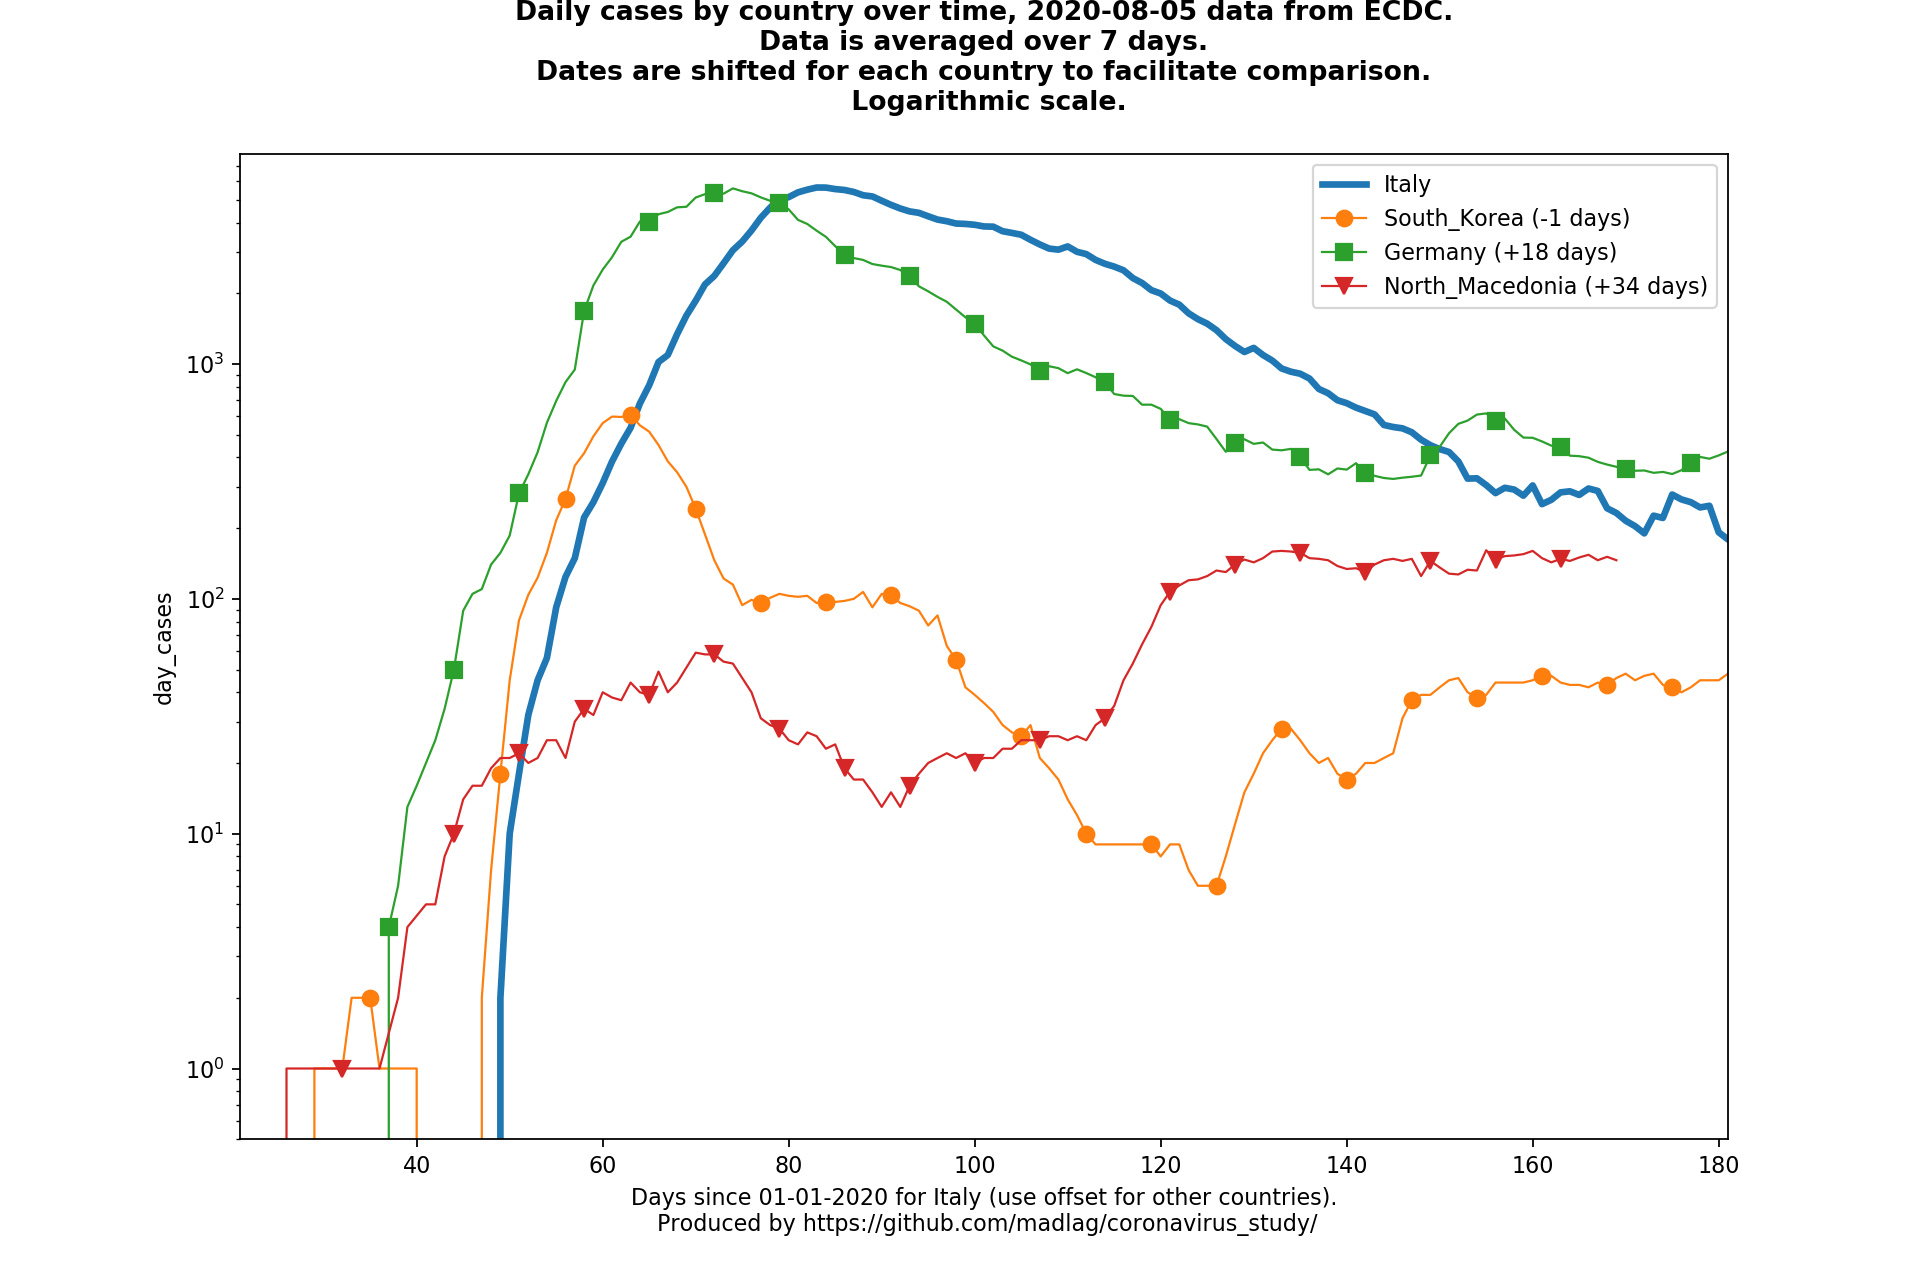 Daily cases by country over time, 2020-08-05 data from ECDC.
Data is averaged over 7 days.
Dates are shifted for each country to facilitate comparison.
Logarithmic scale.
Italy
South_Korea (-1 days)
Germany (+18 days)
North_Macedonia (+34 days)
day_cases
10³
10²
10¹
10⁰
40 60 80 100 120 140 160 180
Days since 01-01-2020 for Italy (use offset for other countries).
Produced by https://github.com/madlag/coronavirus_study/